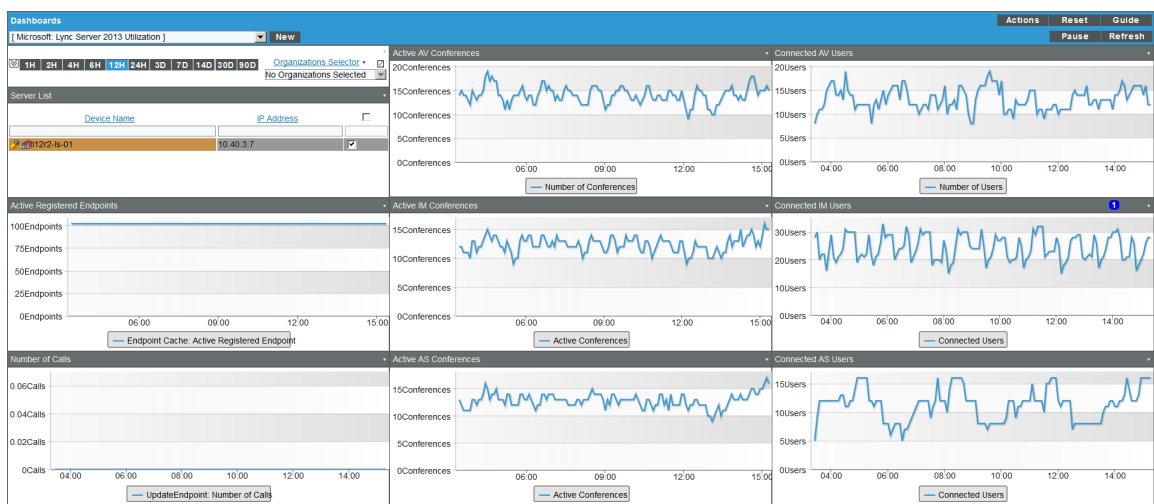 Dashboards
Actions Reset Guide
[ Microsoft: Lync Server 2013 Utilization ] New
Pause Refresh
1H 2H 4H 6H 12H 24H 3D 7D 14D 30D 90D
Organizations Selector
No Organizations Selected
Server List
Device Name IP Address
10.40.3.7
Active AV Conferences
20Conferences
15Conferences
10Conferences
5Conferences
0Conferences
06:00 09:00 12:00 15:00
Number of Conferences
Connected AV Users
20Users
15Users
10Users
5Users
0Users
04:00 06:00 08:00 10:00 12:00 14:00
Number of Users
Active Registered Endpoints
100Endpoints
75Endpoints
50Endpoints
25Endpoints
0Endpoints
06:00 09:00 12:00 15:00
Endpoint Cache: Active Registered Endpoint
Active IM Conferences
15Conferences
10Conferences
5Conferences
0Conferences
06:00 09:00 12:00 15:00
Active Conferences
Connected IM Users
1
30Users
20Users
10Users
0Users
04:00 06:00 08:00 10:00 12:00 14:00
Connected Users
Number of Calls
0.06Calls
0.04Calls
0.02Calls
0Calls
04:00 06:00 08:00 10:00 12:00 14:00
UpdateEndpoint: Number of Calls
Active AS Conferences
15Conferences
10Conferences
5Conferences
0Conferences
06:00 09:00 12:00 15:00
Active Conferences
Connected AS Users
15Users
10Users
5Users
0Users
04:00 06:00 08:00 10:00 12:00 14:00
Connected Users